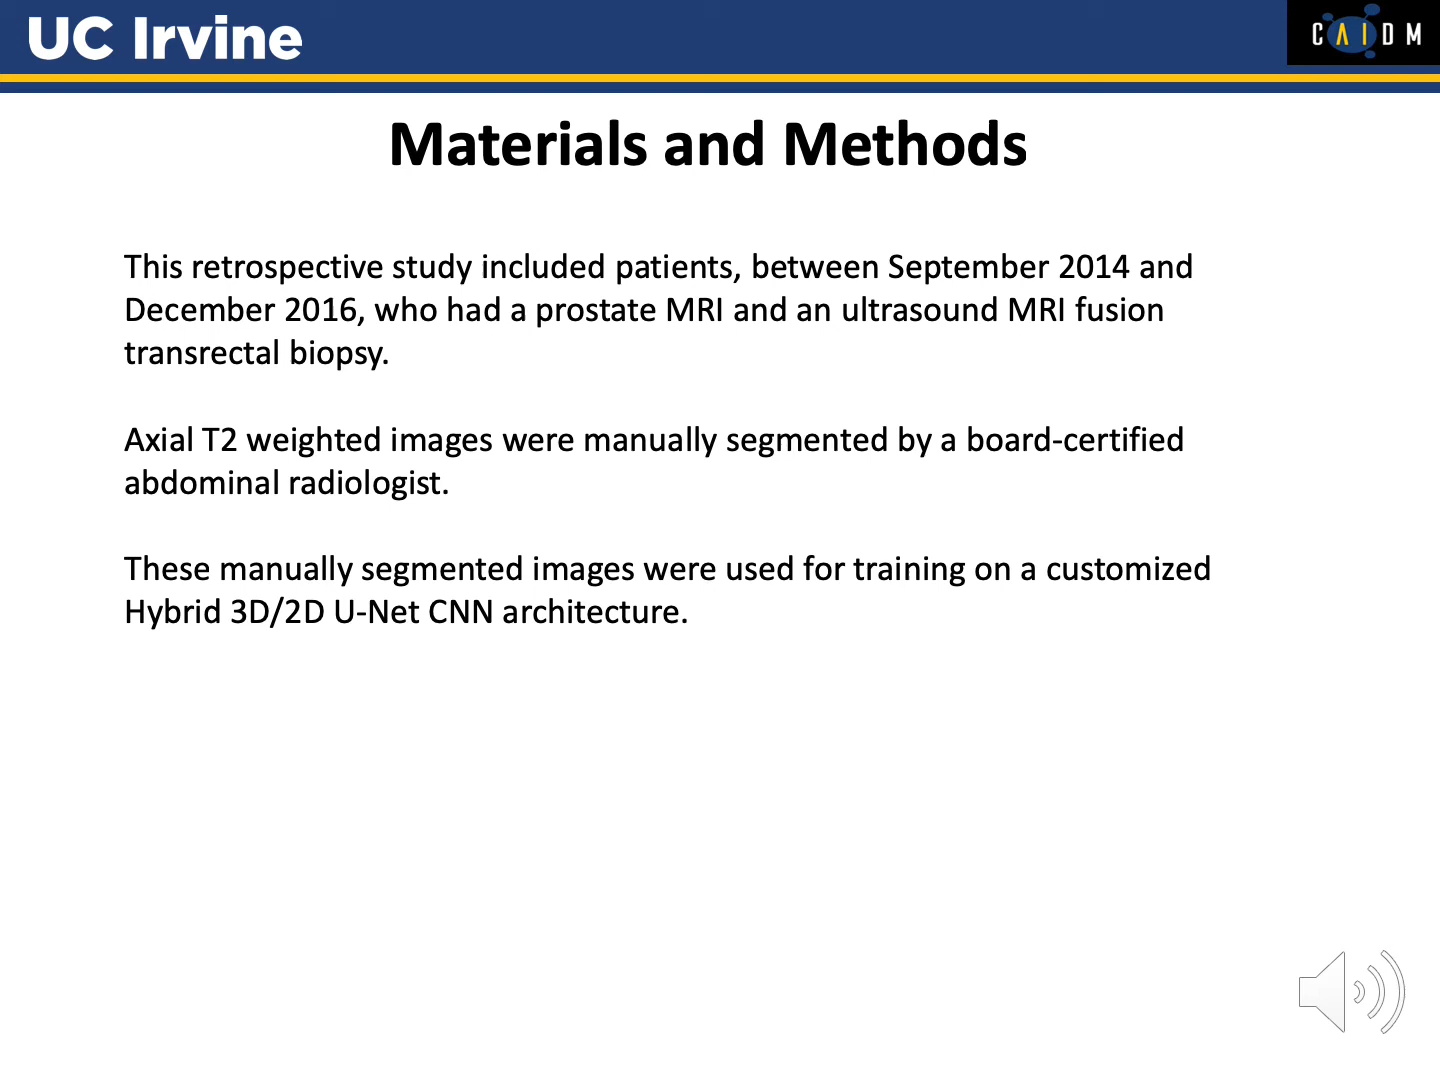 UC Irvine
CAIDM
Materials and Methods
This retrospective study included patients, between September 2014 and
December 2016, who had a prostate MRI and an ultrasound MRI fusion
transrectal biopsy.
Axial T2 weighted images were manually segmented by a board-certified
abdominal radiologist.
These manually segmented images were used for training on a customized
Hybrid 3D/2D U-Net CNN architecture.